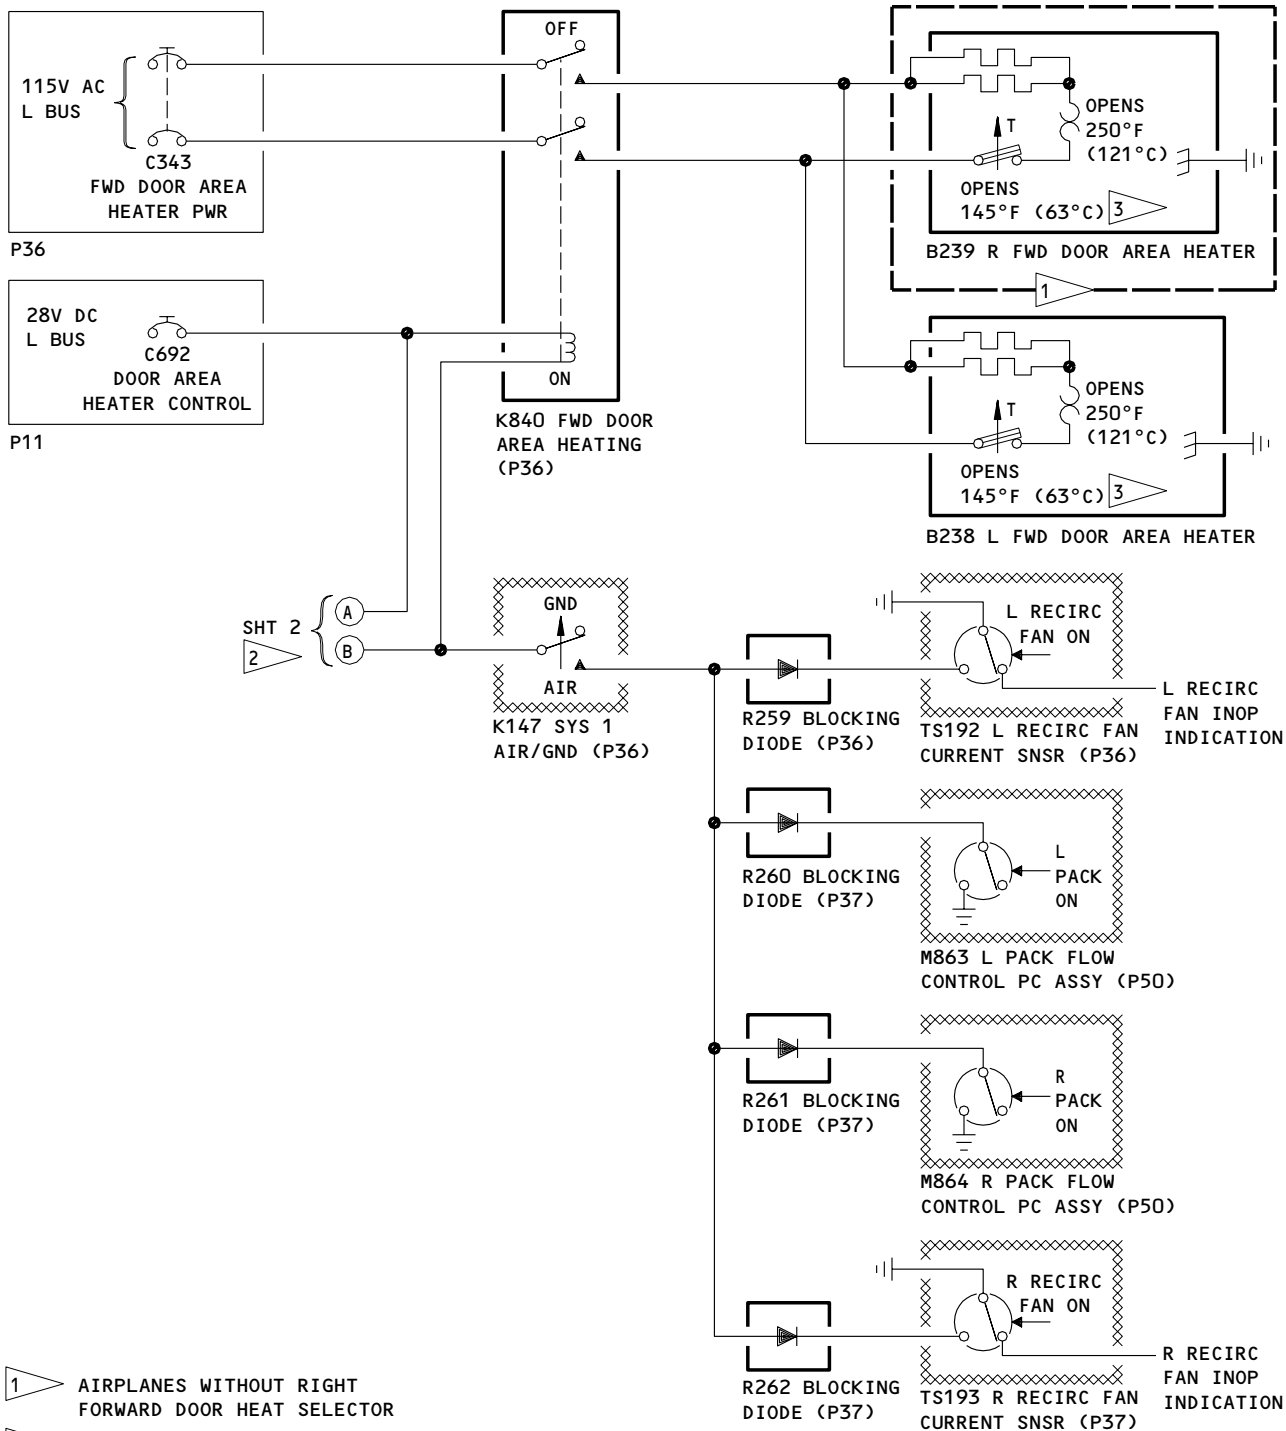 OFF
115V AC
L BUS
C343
FWD DOOR AREA
HEATER PWR
P36
28V DC
L BUS
C692
DOOR AREA
HEATER CONTROL
P11
ON
K840 FWD DOOR
AREA HEATING
(P36)
T
OPENS
250°F
(121°C)
OPENS
145°F (63°C)
3
B239 R FWD DOOR AREA HEATER
1
T
OPENS
250°F
(121°C)
OPENS
145°F (63°C)
3
B238 L FWD DOOR AREA HEATER
SHT 2
2
A
B
GND
AIR
K147 SYS 1
AIR/GND (P36)
R259 BLOCKING
DIODE (P36)
L RECIRC
FAN ON
TS192 L RECIRC FAN
CURRENT SNSR (P36)
L RECIRC
FAN INOP
INDICATION
R260 BLOCKING
DIODE (P37)
L
PACK
ON
M863 L PACK FLOW
CONTROL PC ASSY (P50)
R261 BLOCKING
DIODE (P37)
R
PACK
ON
M864 R PACK FLOW
CONTROL PC ASSY (P50)
R262 BLOCKING
DIODE (P37)
R RECIRC
FAN ON
TS193 R RECIRC FAN
CURRENT SNSR (P37)
R RECIRC
FAN INOP
INDICATION
1 AIRPLANES WITHOUT RIGHT
FORWARD DOOR HEAT SELECTOR